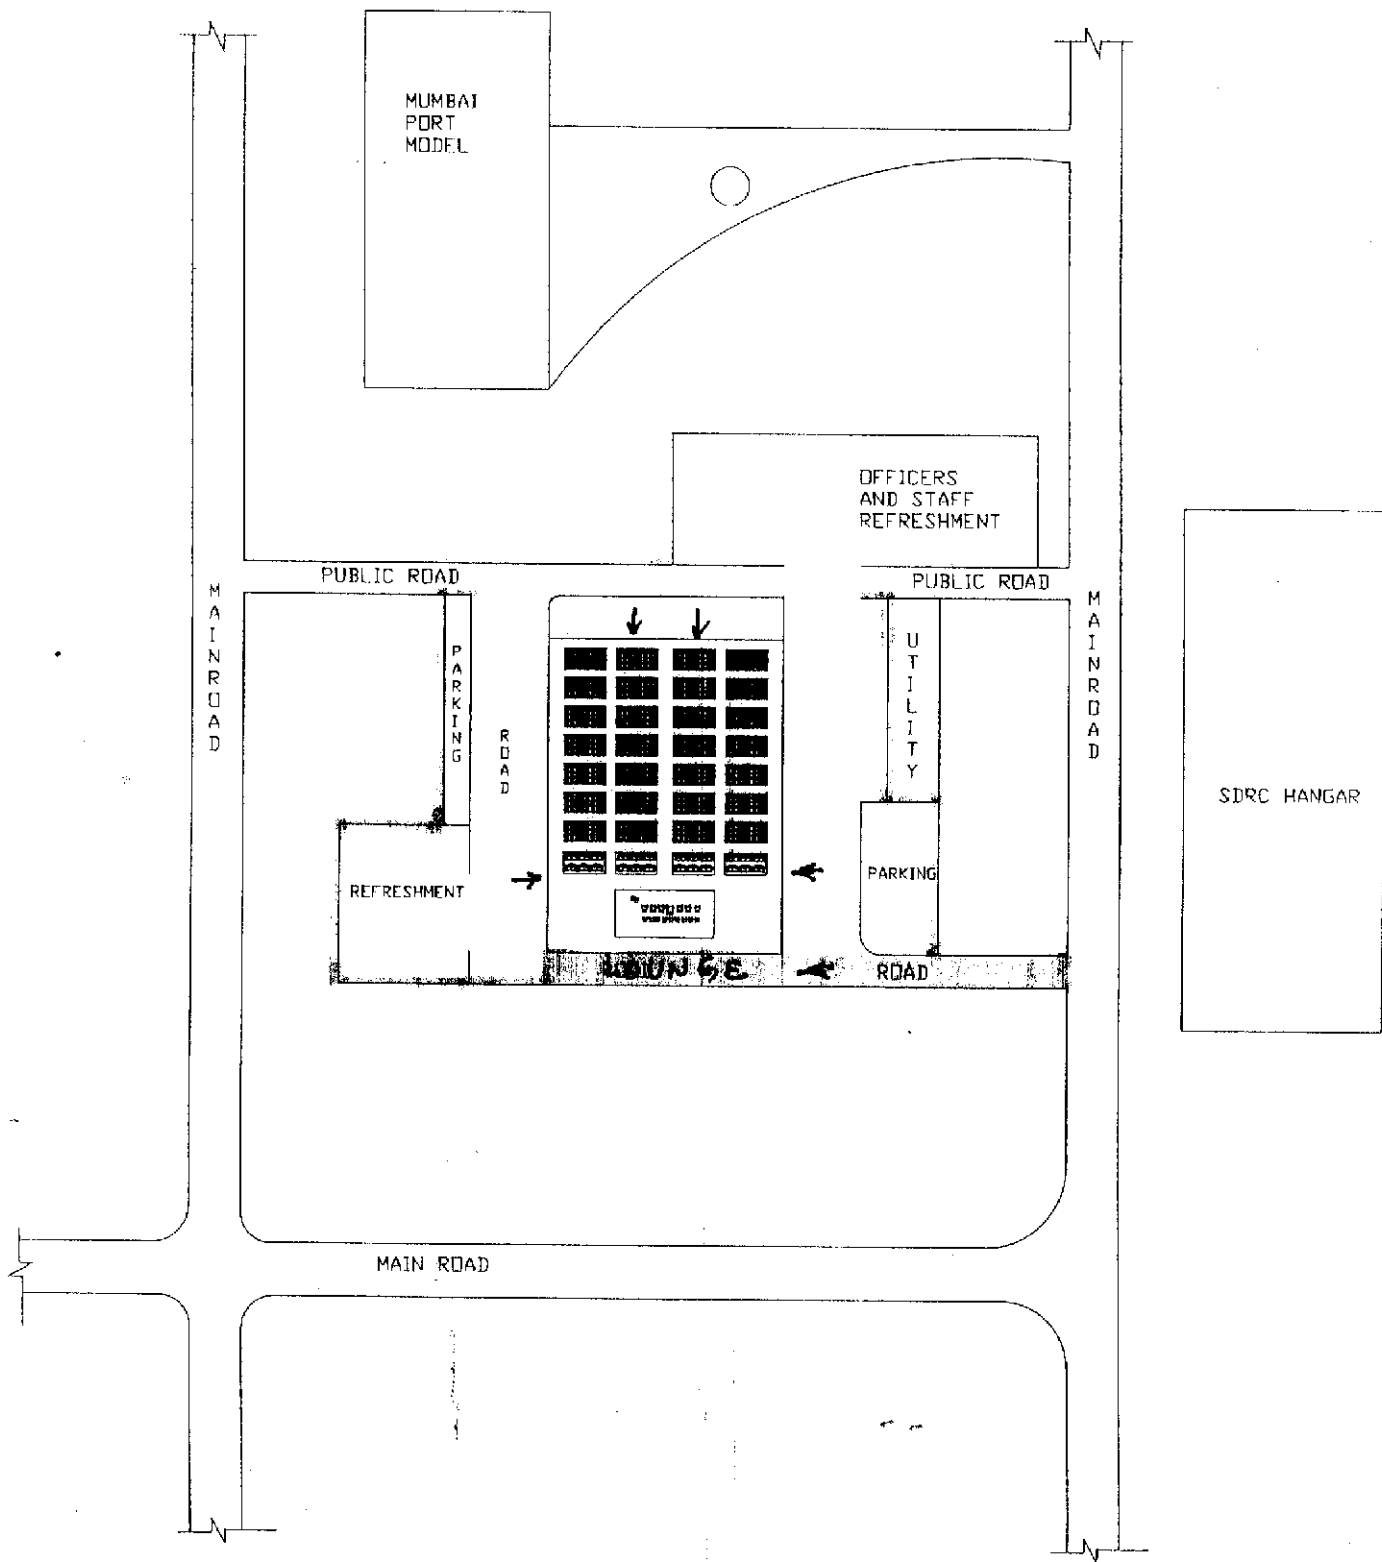 MUMBAI
PORT
MODEL
OFFICERS
AND STAFF
REFRESHMENT
PUBLIC ROAD
PUBLIC ROAD
MAINROAD
PARKING
ROAD
UTILITY
MAINROAD
SDRC HANGAR
REFRESHMENT
PARKING
LOUNGE
ROAD
MAIN ROAD